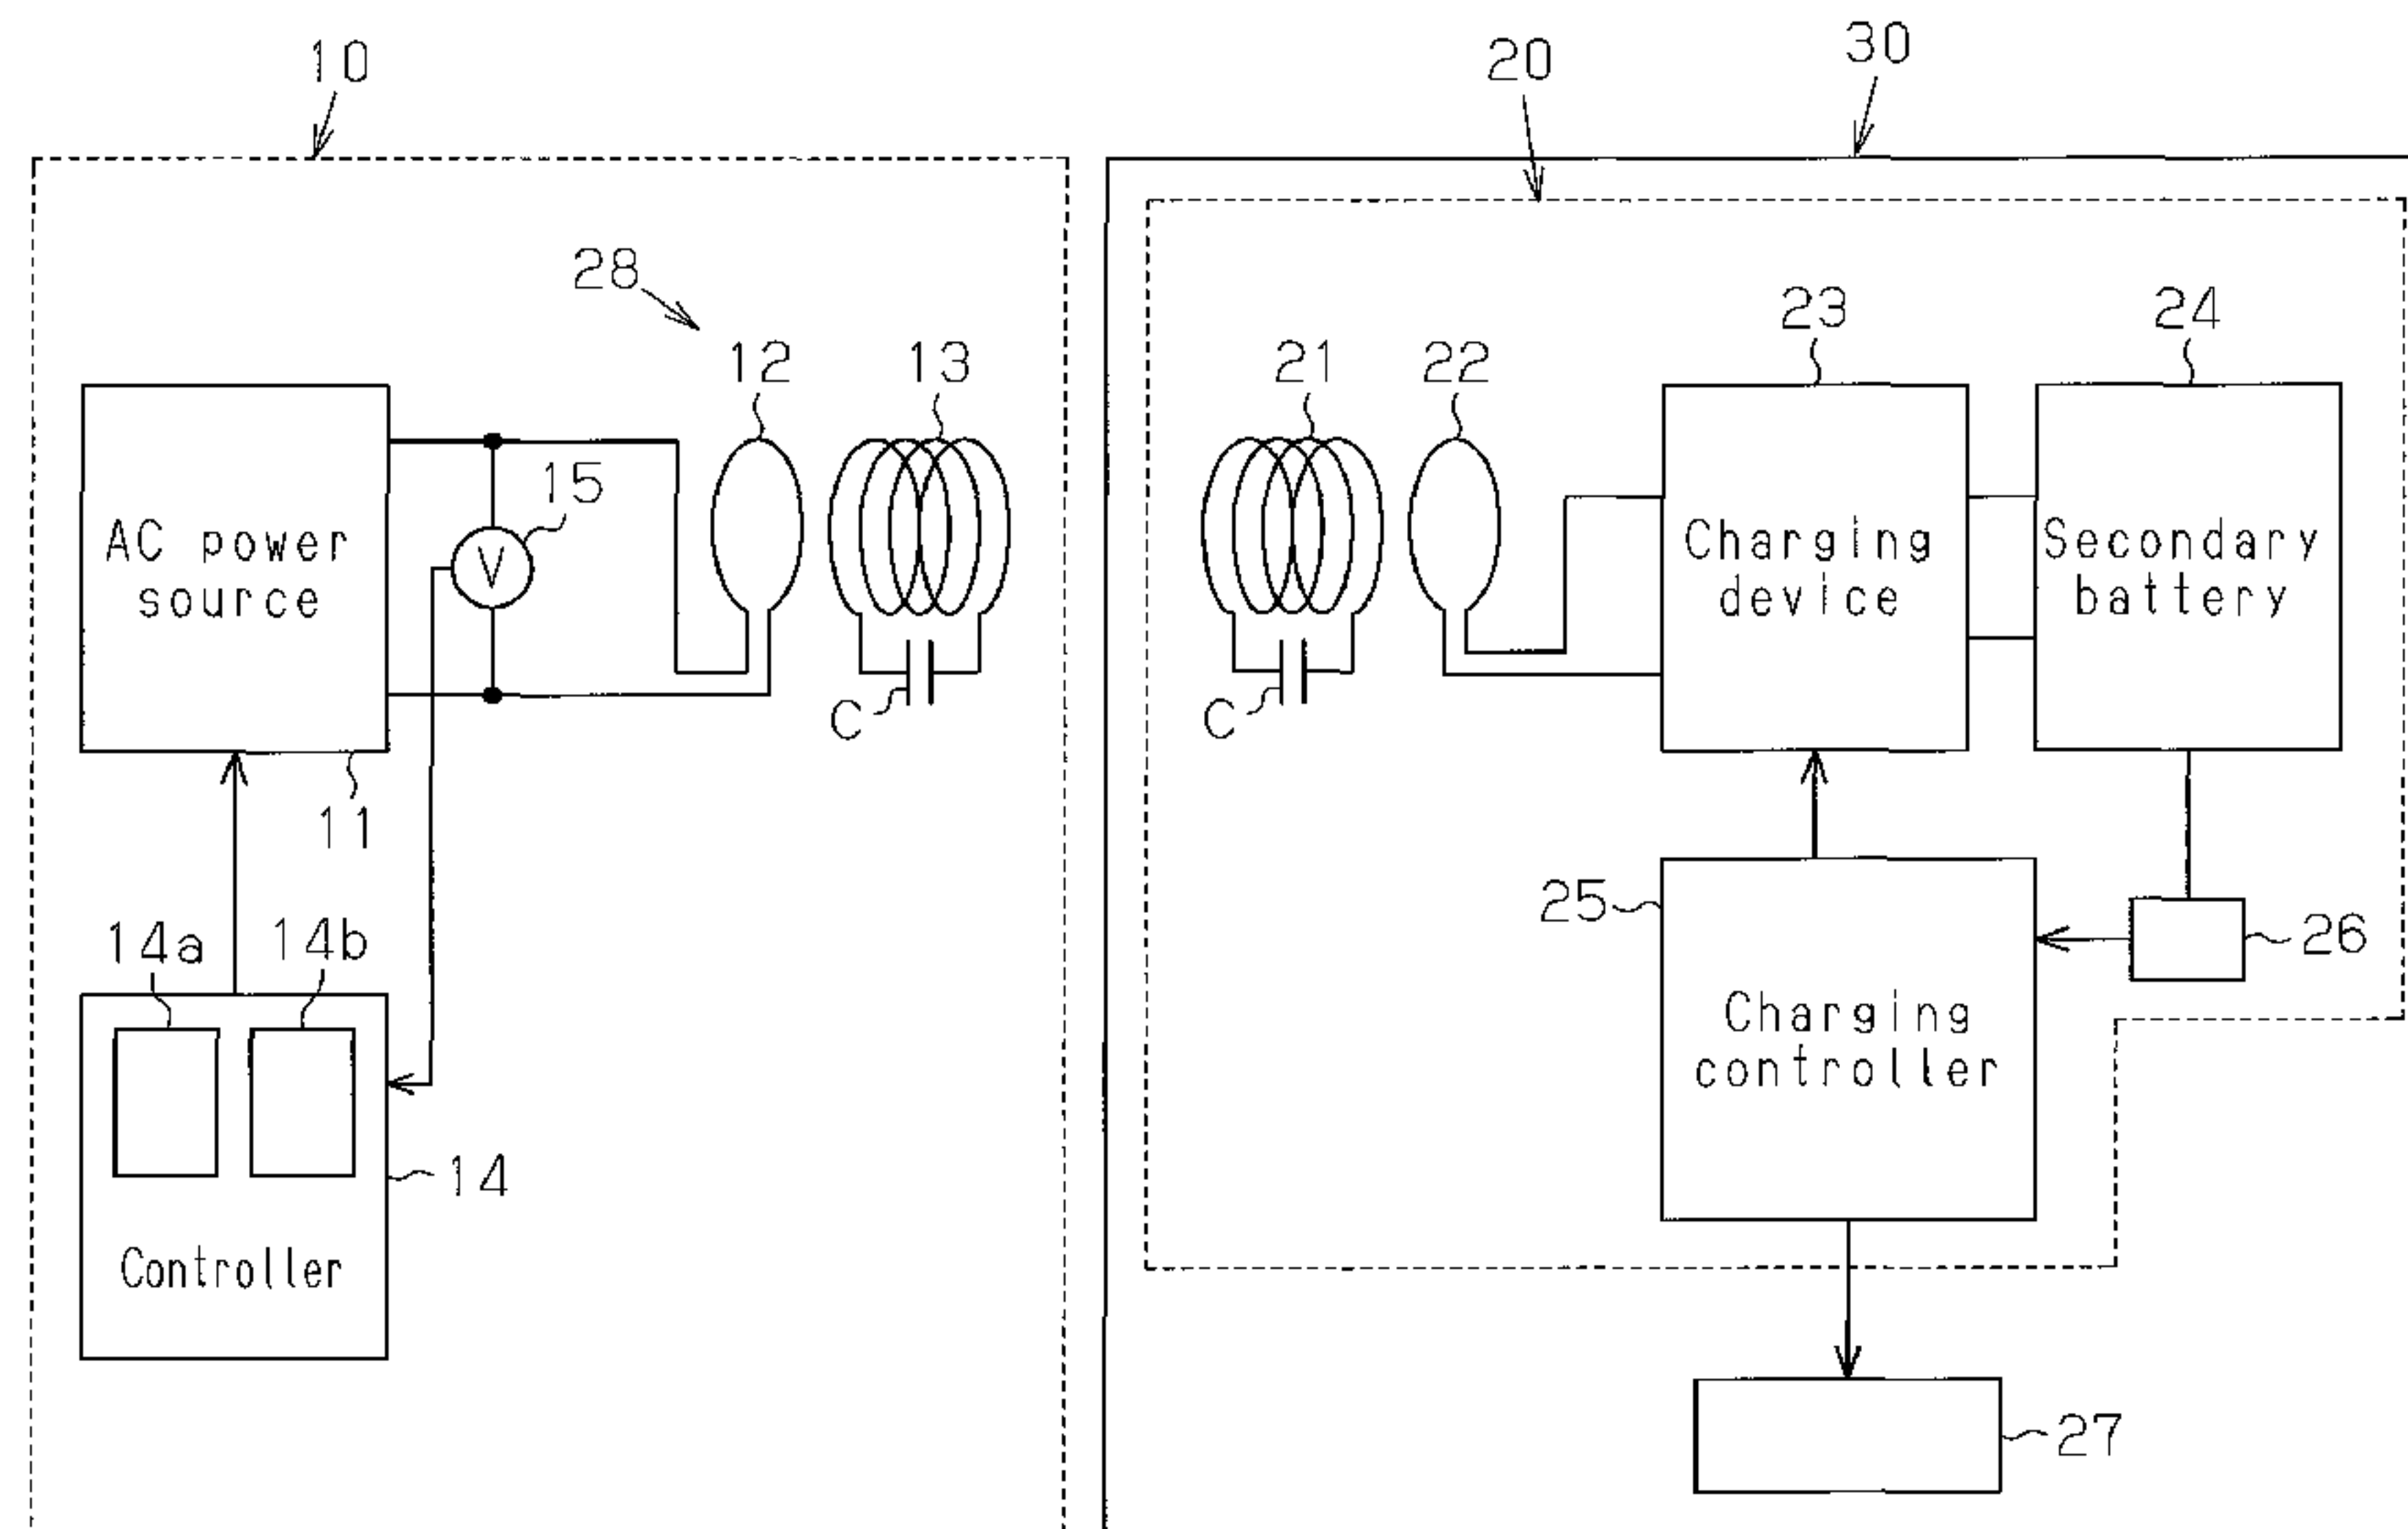 10
20
30
28
12
13
21
22
23
24
15
AC power
source
V
Charging
device
Secondary
battery
C
C
11
25
26
14a
14b
Charging
controller
14
Controller
27